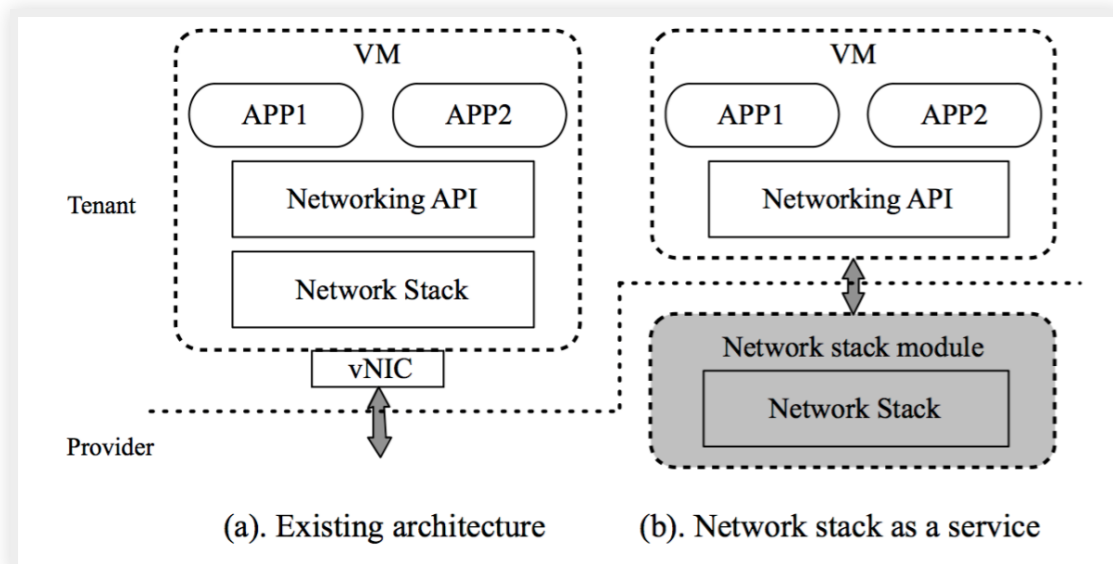 VM
APP1 APP2
Networking API
Network Stack
vNIC
Tenant
Provider
VM
APP1 APP2
Networking API
Network stack module
Network Stack
(a). Existing architecture
(b). Network stack as a service